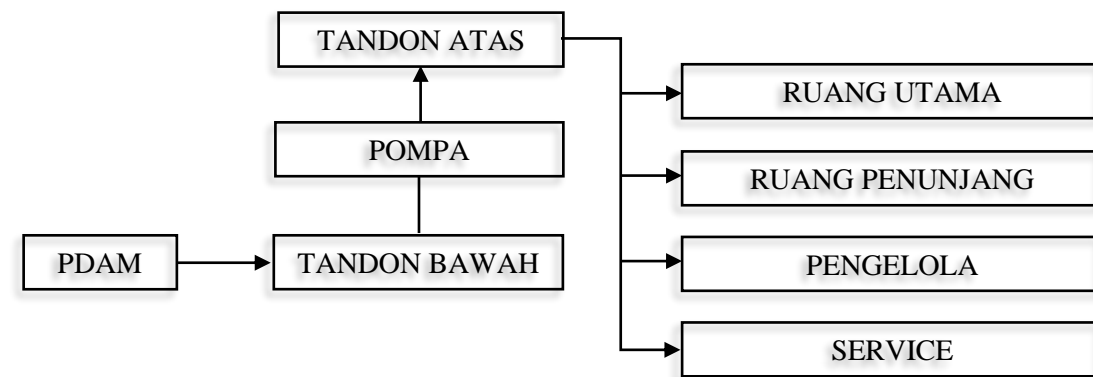 TANDON ATAS
RUANG UTAMA
POMPA
RUANG PENUNJANG
PDAM
TANDON BAWAH
PENGELOLA
SERVICE